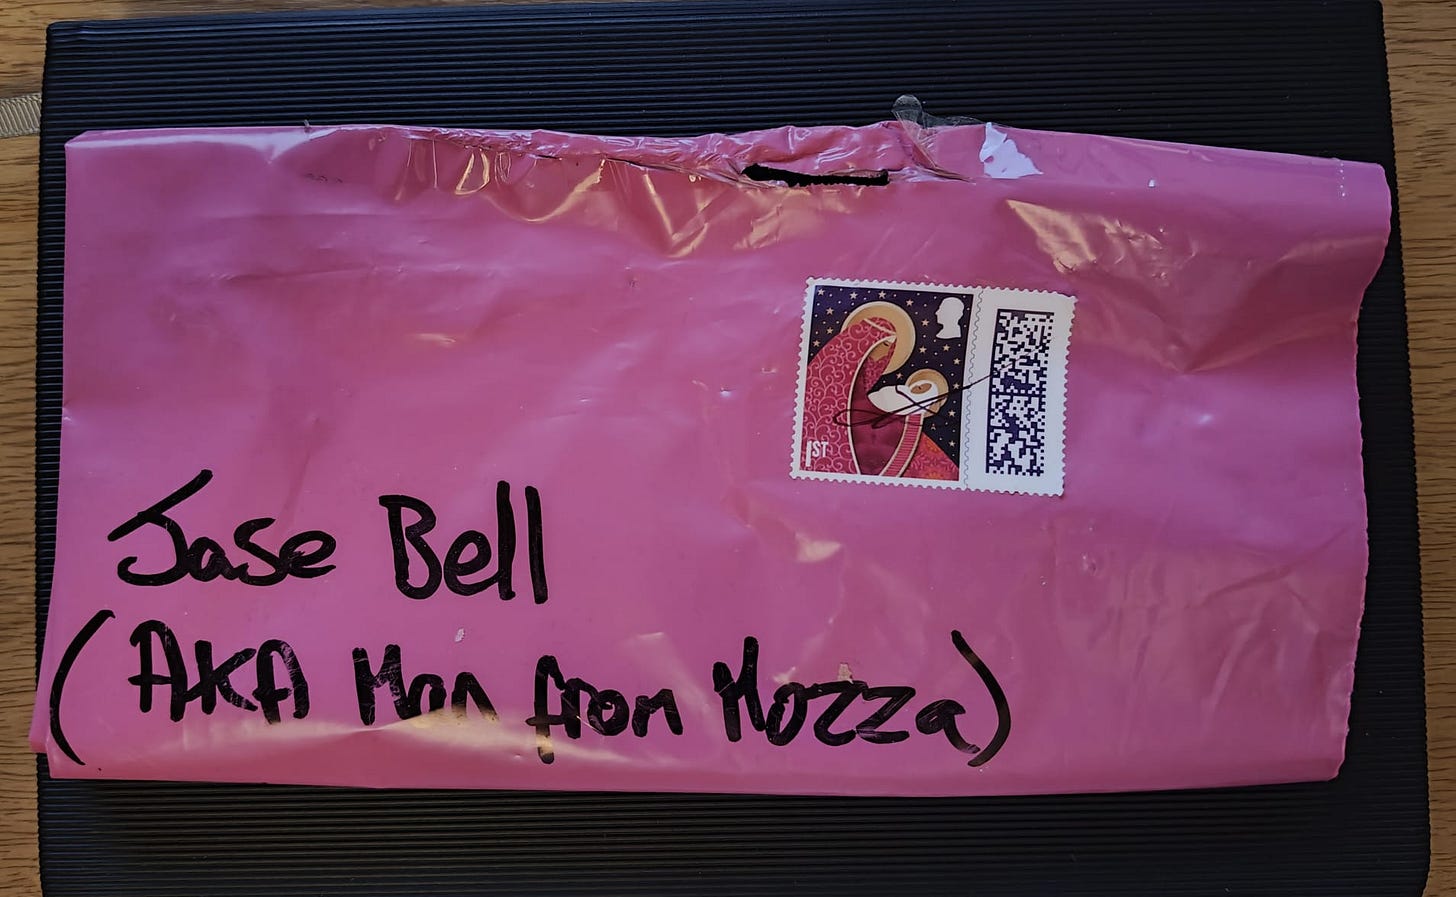 1ST
Jase Bell
(AKA Man from Mozza)